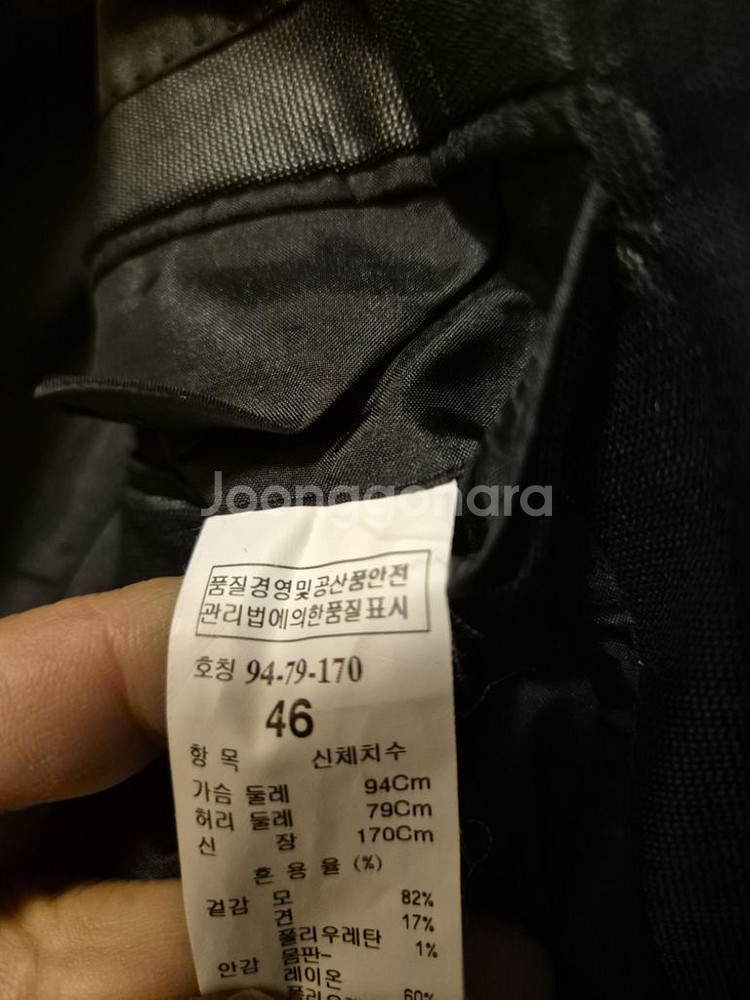 Joonggonara
품질경영및공산품안전
관리법에의한품질표시
호칭 94-79-170
46
항 목 신체치수
가슴 둘레 94Cm
허리 둘레 79Cm
신 장 170Cm
혼 용 율 (%)
겉감 모 82%
견 17%
폴리우레탄 1%
몸판-
안감 레이온
60%